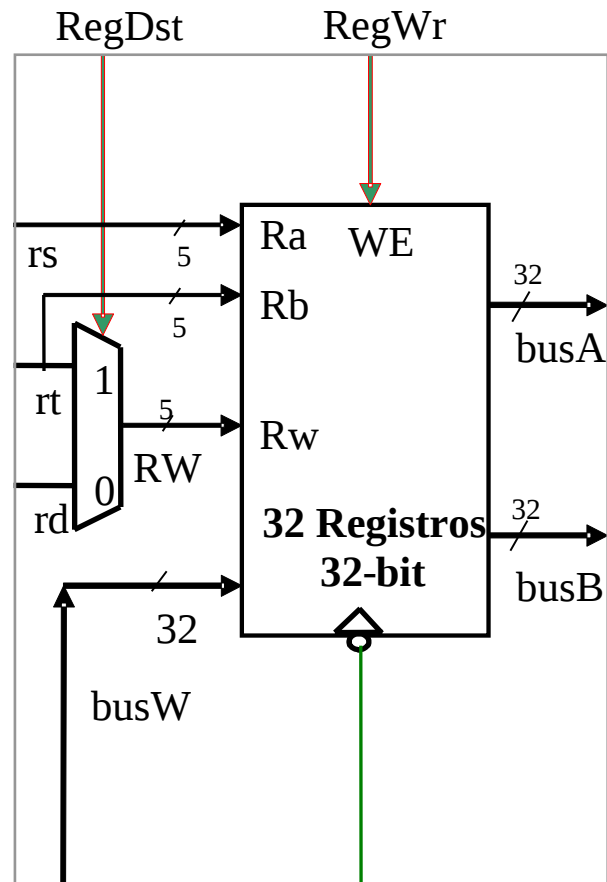 RegDst
RegWr
Ra
WE
rs
5
Rb
32
5
busA
1
rt
5
Rw
RW
0
rd
32 Registros
32
32-bit
busB
32
busW